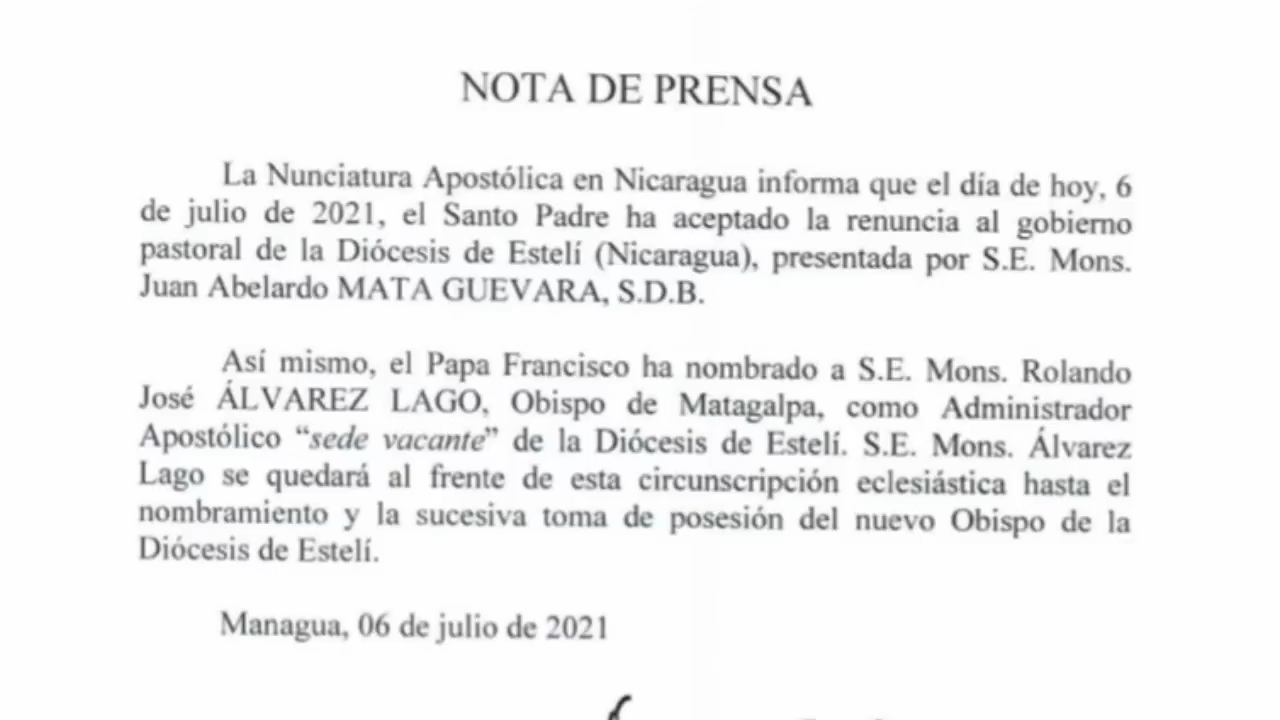 NOTA DE PRENSA
La Nunciatura Apostólica en Nicaragua informa que el día de hoy, 6
de julio de 2021, el Santo Padre ha aceptado la renuncia al gobierno
pastoral de la Diócesis de Estelí (Nicaragua), presentada por S.E. Mons.
Juan Abelardo MATA GUEVARA, S.D.B.
Así mismo, el Papa Francisco ha nombrado a S.E. Mons. Rolando
José ÁLVAREZ LAGO, Obispo de Matagalpa, como Administrador
Apostólico “sede vacante” de la Diócesis de Estelí. S.E. Mons. Álvarez
Lago se quedará al frente de esta circunscripción eclesiástica hasta el
nombramiento y la sucesiva toma de posesión del nuevo Obispo de la
Diócesis de Estelí.
Managua, 06 de julio de 2021